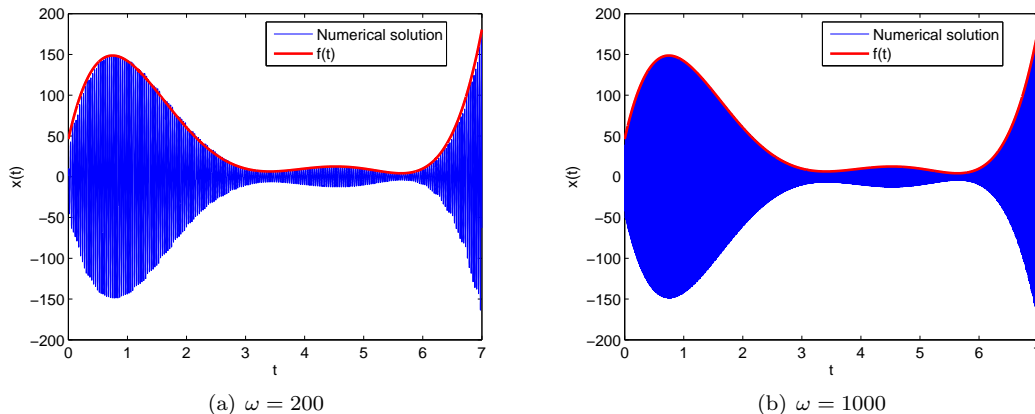 200
150
100
50
0
−50
−100
−150
−200
0 1 2 3 4 5 6 7
x(t)
t
Numerical solution
f(t)
(a) ω = 200
200
150
100
50
0
−50
−100
−150
−200
0 1 2 3 4 5 6 7
x(t)
t
Numerical solution
f(t)
(b) ω = 1000